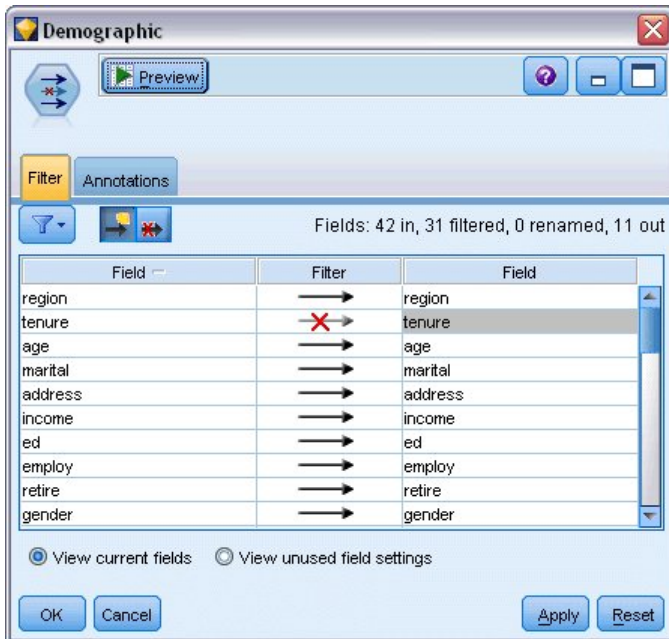 Demographic
Preview
Filter Annotations
Fields: 42 in, 31 filtered, 0 renamed, 11 out
Field Filter Field
region region
tenure tenure
age age
marital marital
address address
income income
ed ed
employ employ
retire retire
gender gender
View current fields View unused field settings
OK Cancel Apply Reset